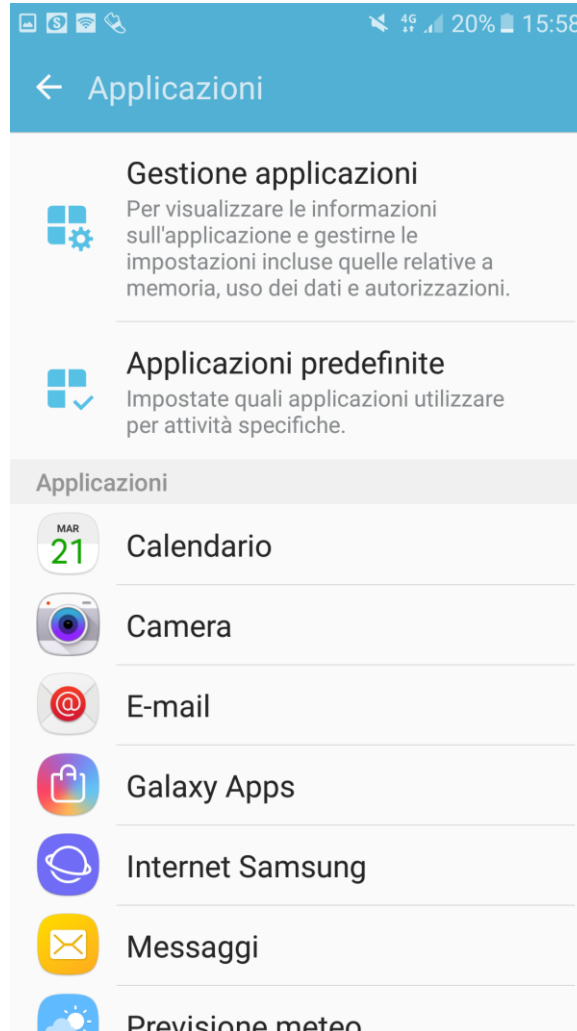 4G 20% 15:58
Applicazioni
Gestione applicazioni
Per visualizzare le informazioni
sull'applicazione e gestirne le
impostazioni incluse quelle relative a
memoria, uso dei dati e autorizzazioni.
Applicazioni predefinite
Impostate quali applicazioni utilizzare
per attività specifiche.
Applicazioni
MAR
21
Calendario
Camera
@
E-mail
Galaxy Apps
Internet Samsung
Messaggi
Previsione meteo